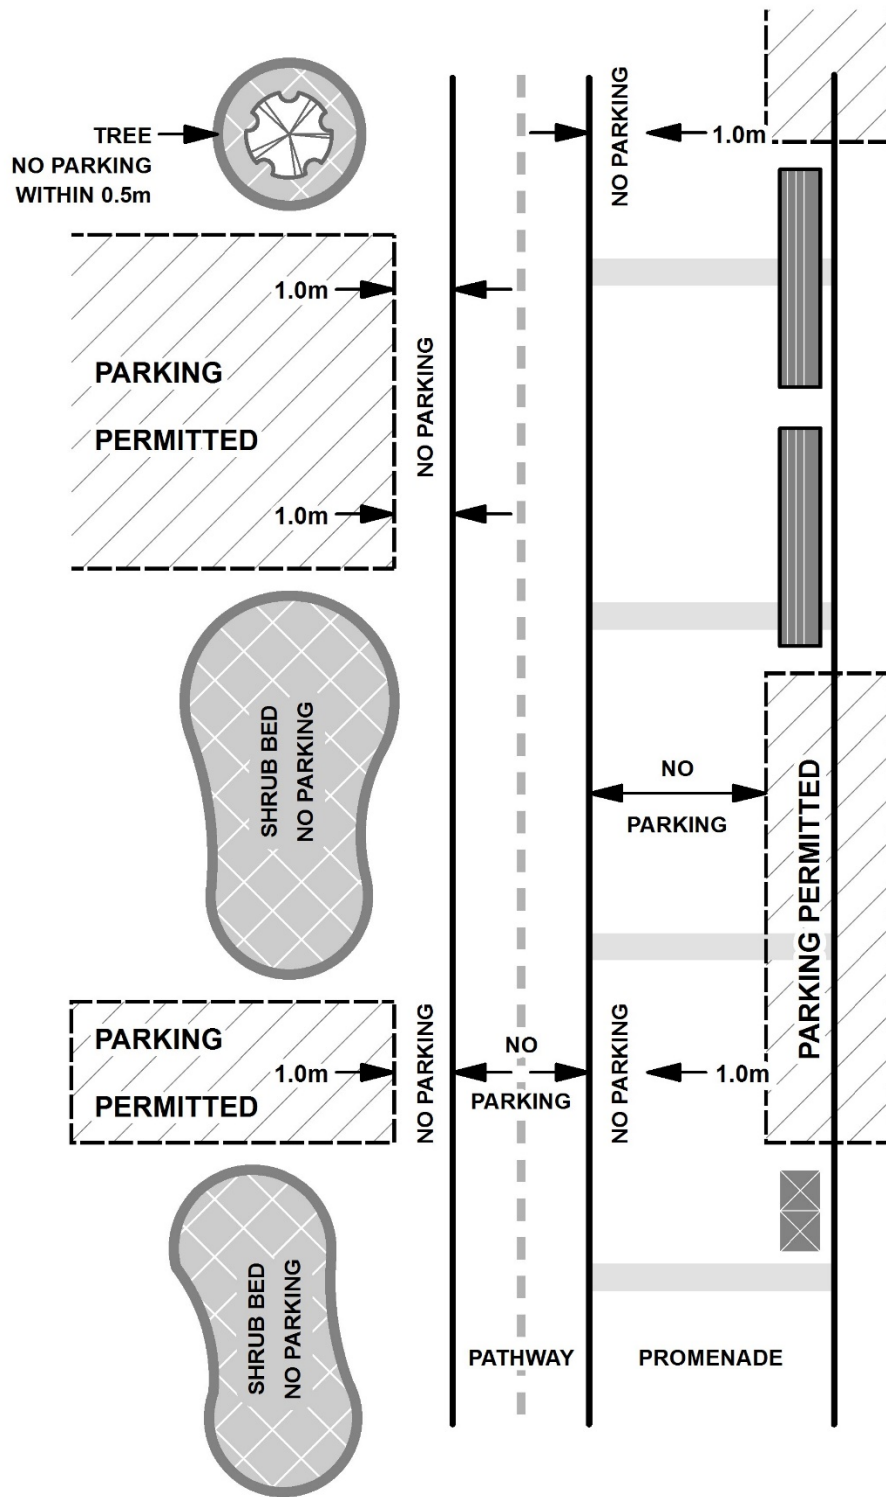 TREE
NO PARKING
WITHIN 0.5m
NO PARKING
1.0m
1.0m
PARKING
PERMITTED
NO PARKING
1.0m
SHRUB BED
NO PARKING
NO
PARKING
PARKING PERMITTED
PARKING
1.0m
PERMITTED
NO PARKING
NO
PARKING
NO PARKING
1.0m
SHRUB BED
NO PARKING
PATHWAY
PROMENADE